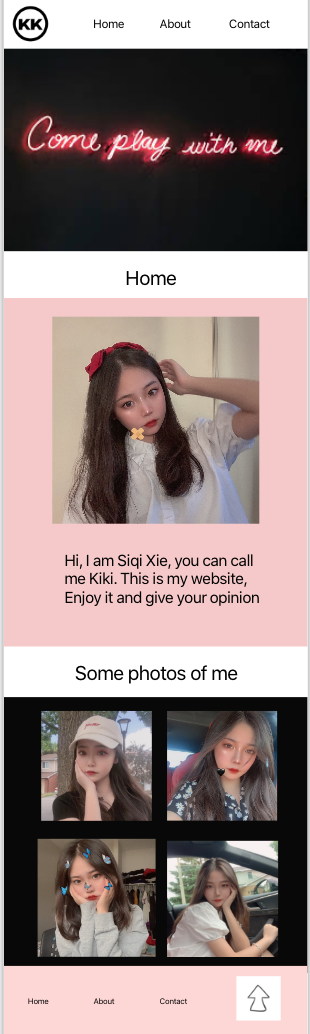 KK
Home About Contact
Come play with me
Home
Hi, I am Siqi Xie, you can call
me Kiki. This is my website,
Enjoy it and give your opinion
Some photos of me
Home About Contact